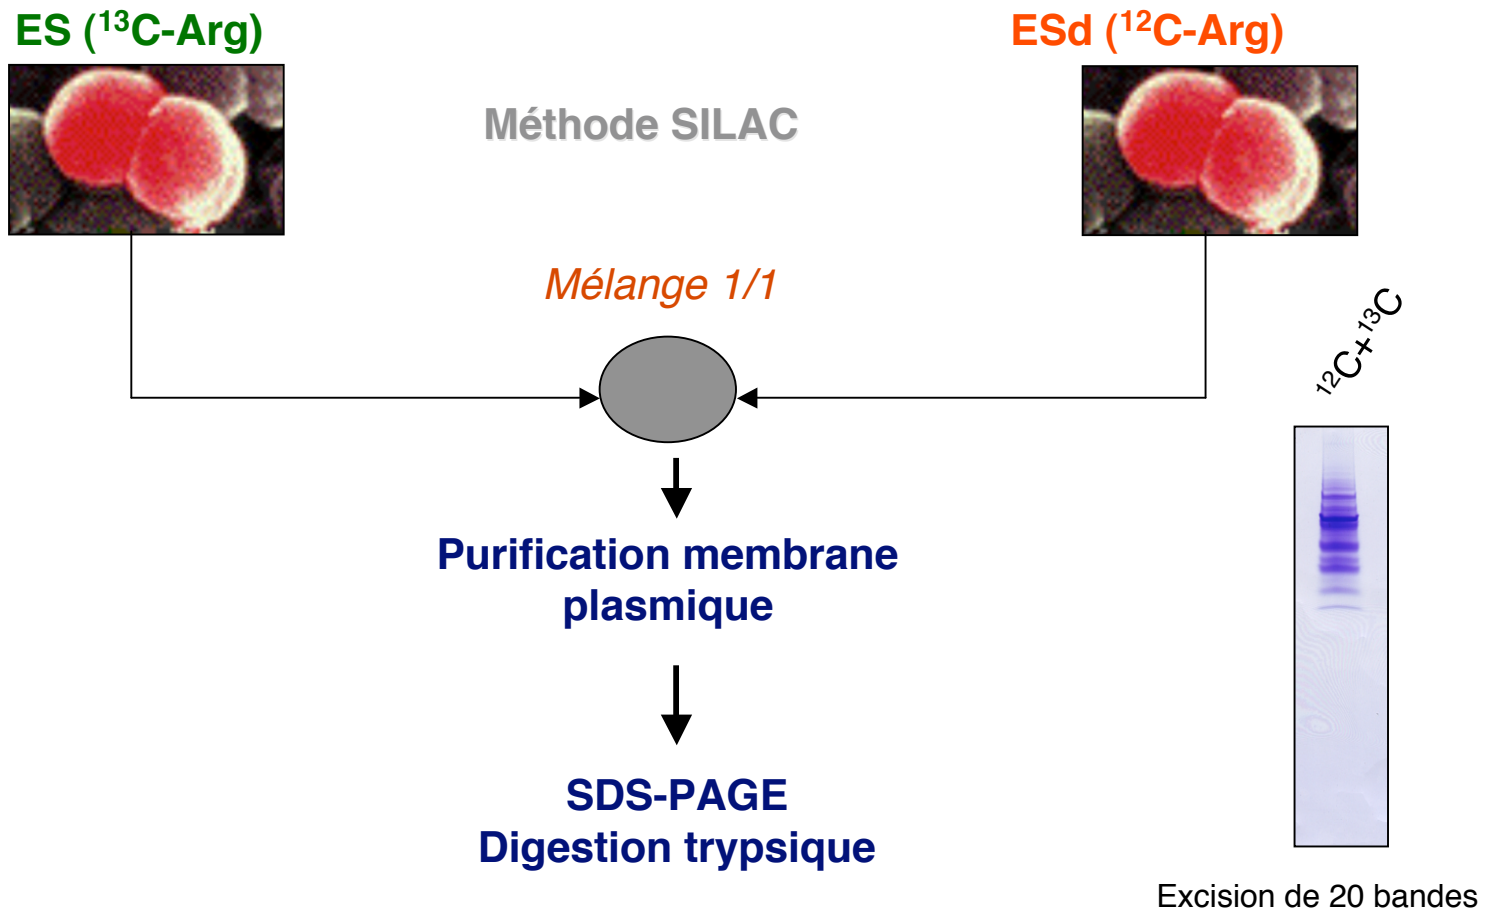 ES (¹³C-Arg)
ESd (¹²C-Arg)
Méthode SILAC
Mélange 1/1
¹²C+¹³C
Purification membrane
plasmique
SDS-PAGE
Digestion trypsique
Excision de 20 bandes